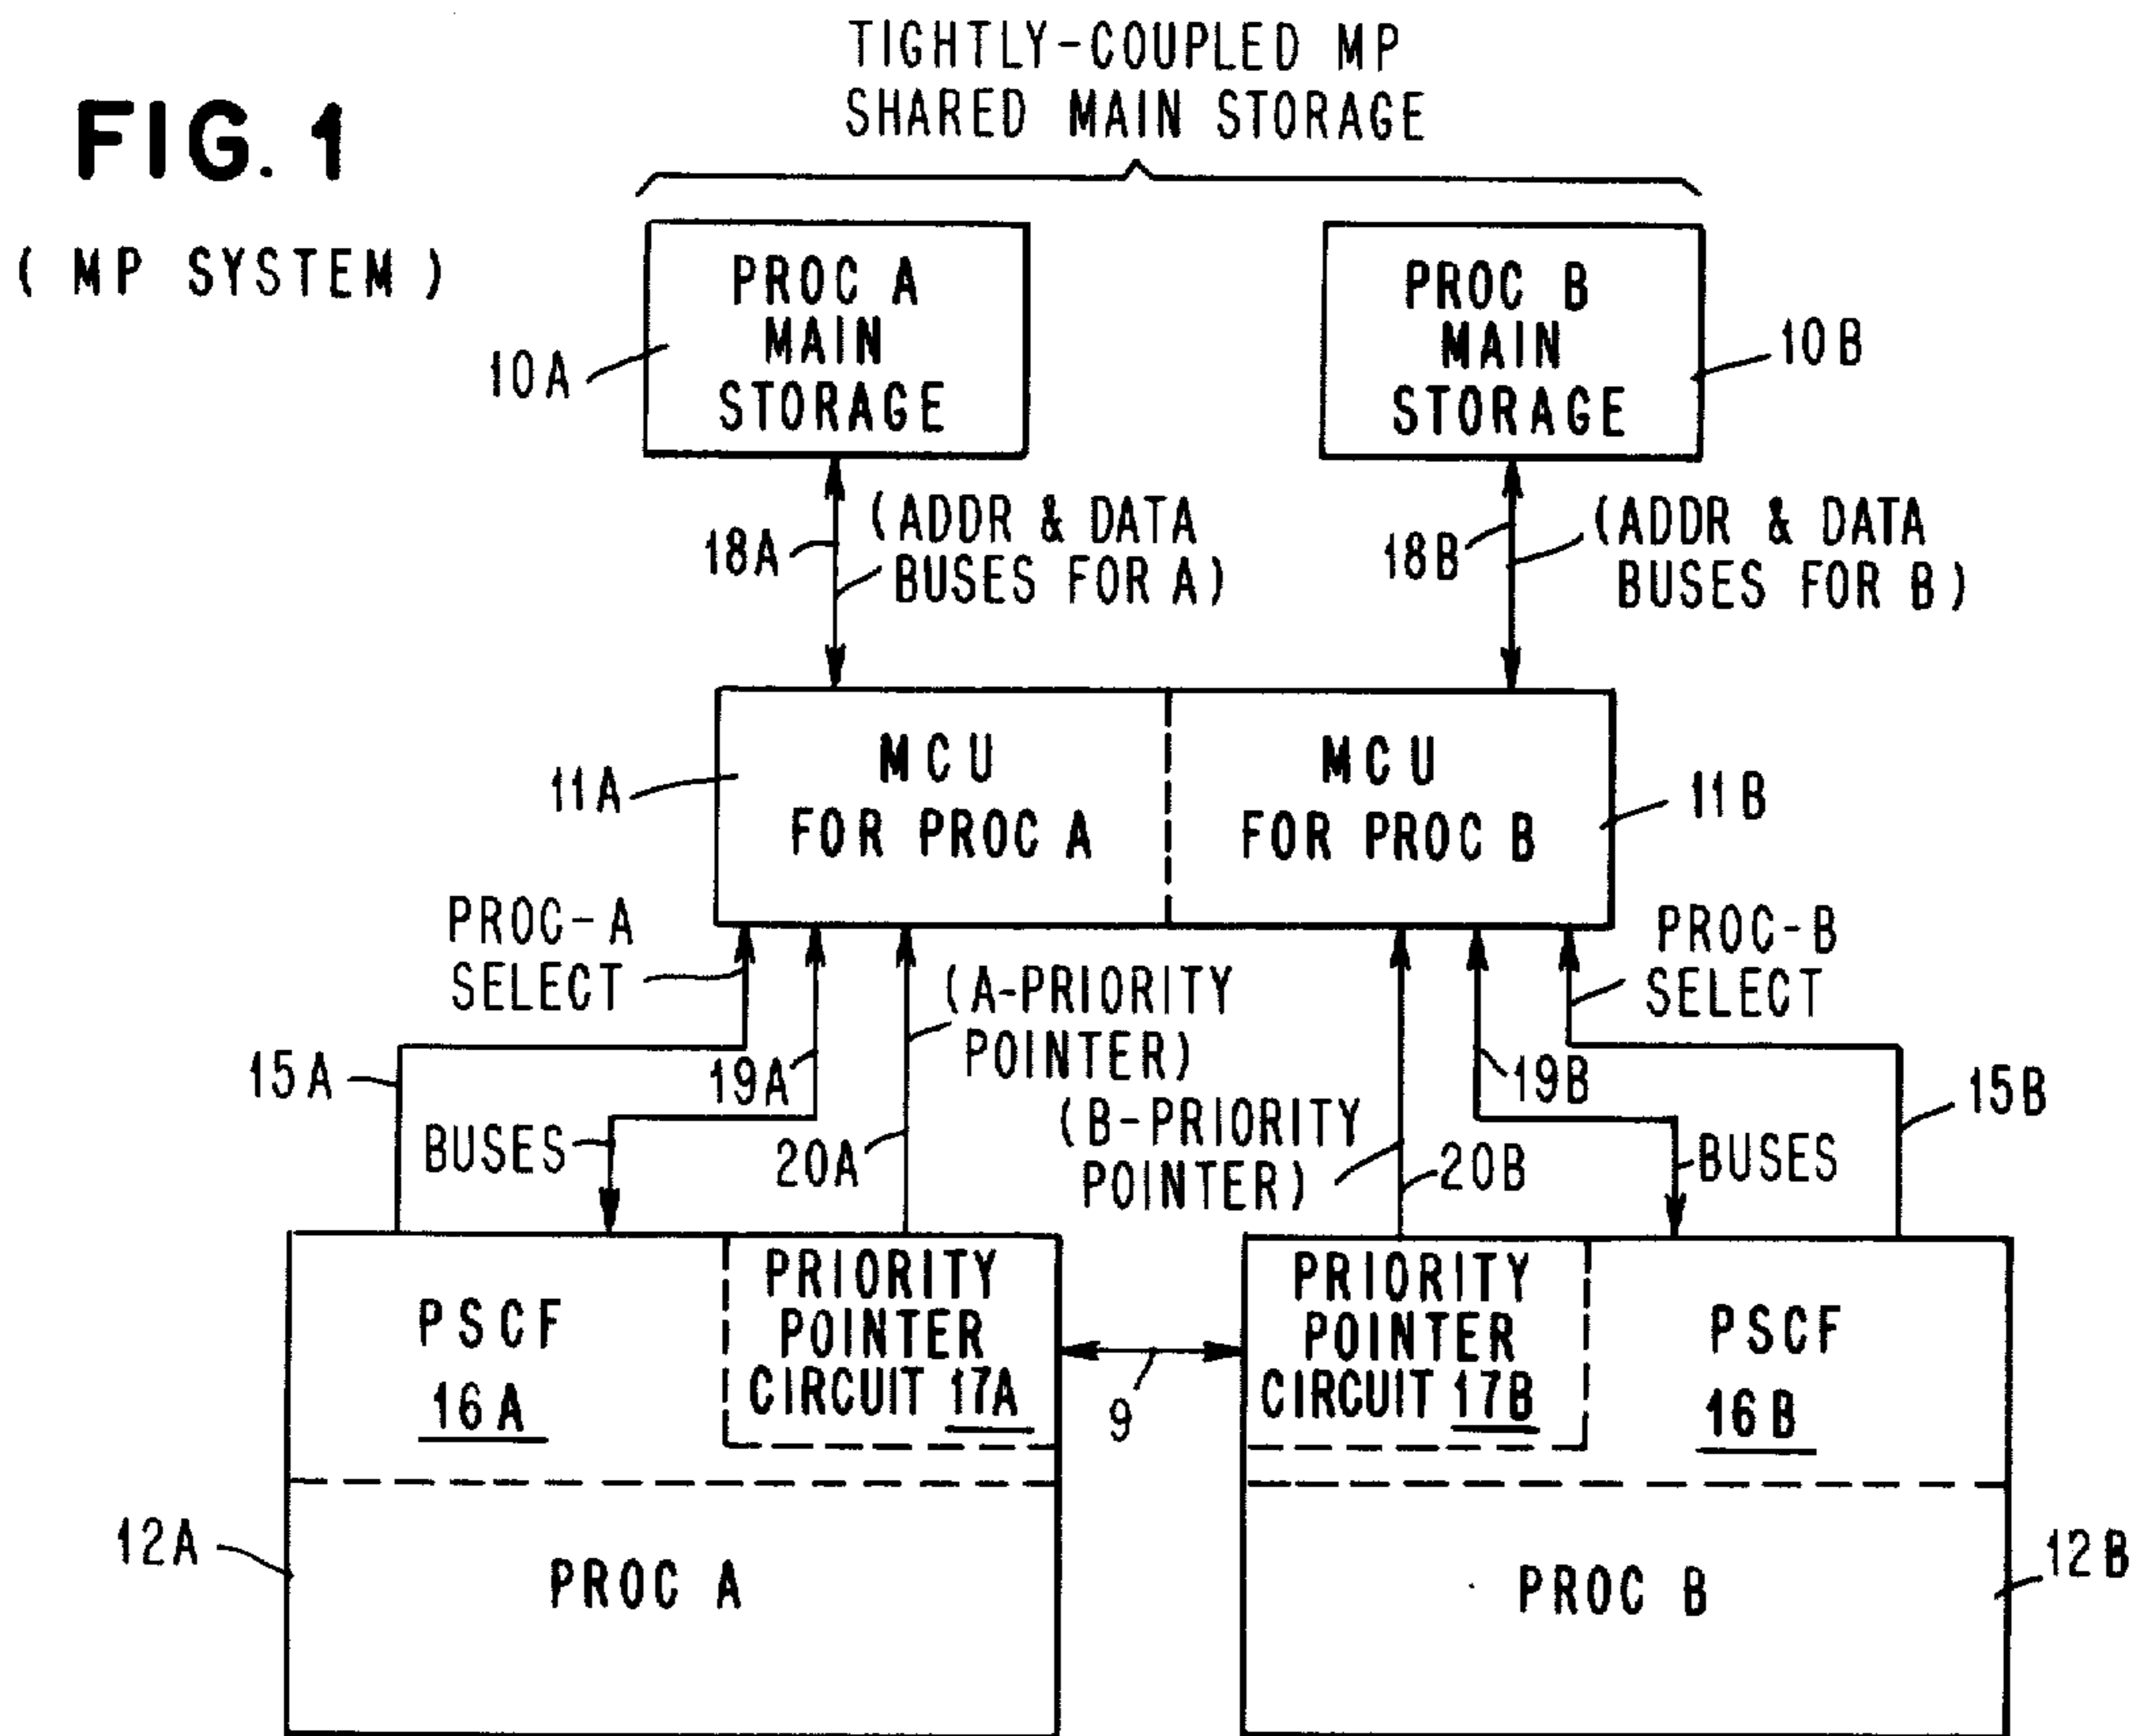 TIGHTLY-COUPLED MP
SHARED MAIN STORAGE
FIG. 1
( MP SYSTEM )
PROC A
MAIN
STORAGE
10A
PROC B
MAIN
STORAGE
10B
18A
(ADDR & DATA
BUSES FOR A)
18B
(ADDR & DATA
BUSES FOR B)
11A
MCU
FOR PROC A
MCU
FOR PROC B
11B
PROC-A
SELECT
PROC-B
SELECT
(A-PRIORITY
POINTER)
15A
19A
19B
15B
BUSES
20A
(B-PRIORITY
POINTER)
20B
BUSES
PSCF
16A
PRIORITY
POINTER
CIRCUIT 17A
9
PRIORITY
POINTER
CIRCUIT 17B
PSCF
16B
12A
PROC A
PROC B
12B